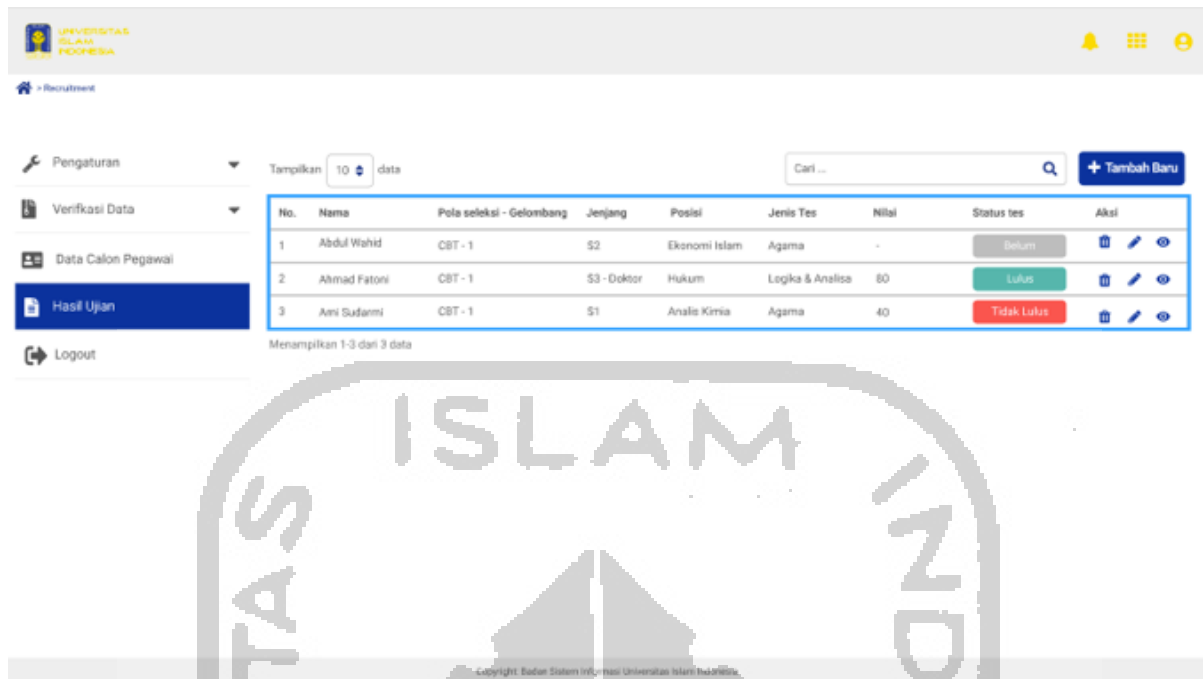 UNIVERSITAS
ISLAM
INDONESIA
> Recruitment
Pengaturan
Verifkasi Data
Data Calon Pegawai
Hasil Ujian
Logout
Tampilkan 10 data
Cari ...
+ Tambah Baru
No. Nama Pola seleksi - Gelombang Jenjang Posisi Jenis Tes Nilai Status tes Aksi
1 Abdul Wahid CBT - 1 S2 Ekonomi Islam Agama - Belum
2 Ahmad Fatoni CBT - 1 S3 - Doktor Hukum Logika & Analisa 80 Lulus
3 Ami Sudarmi CBT - 1 S1 Analis Kimia Agama 40 Tidak Lulus
Menampilkan 1-3 dari 3 data
ISLAM
TAS
INDO
Copyright: Badan Sistem Informasi Universitas Islam Indonesia